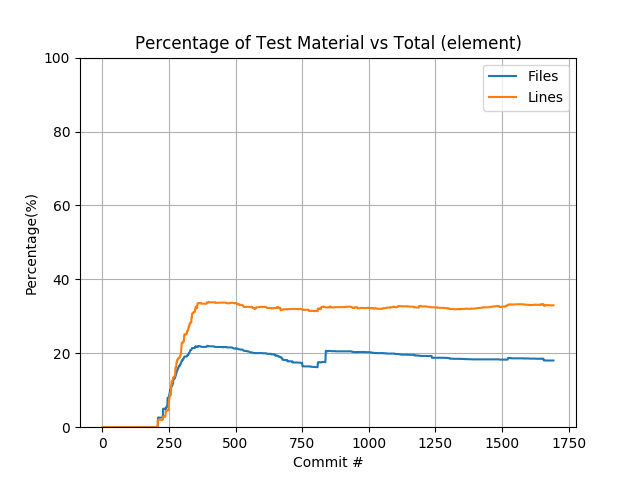 Percentage of Test Material vs Total (element)
Files
Lines
Percentage(%)
100
80
60
40
20
0
0 250 500 750 1000 1250 1500 1750
Commit #